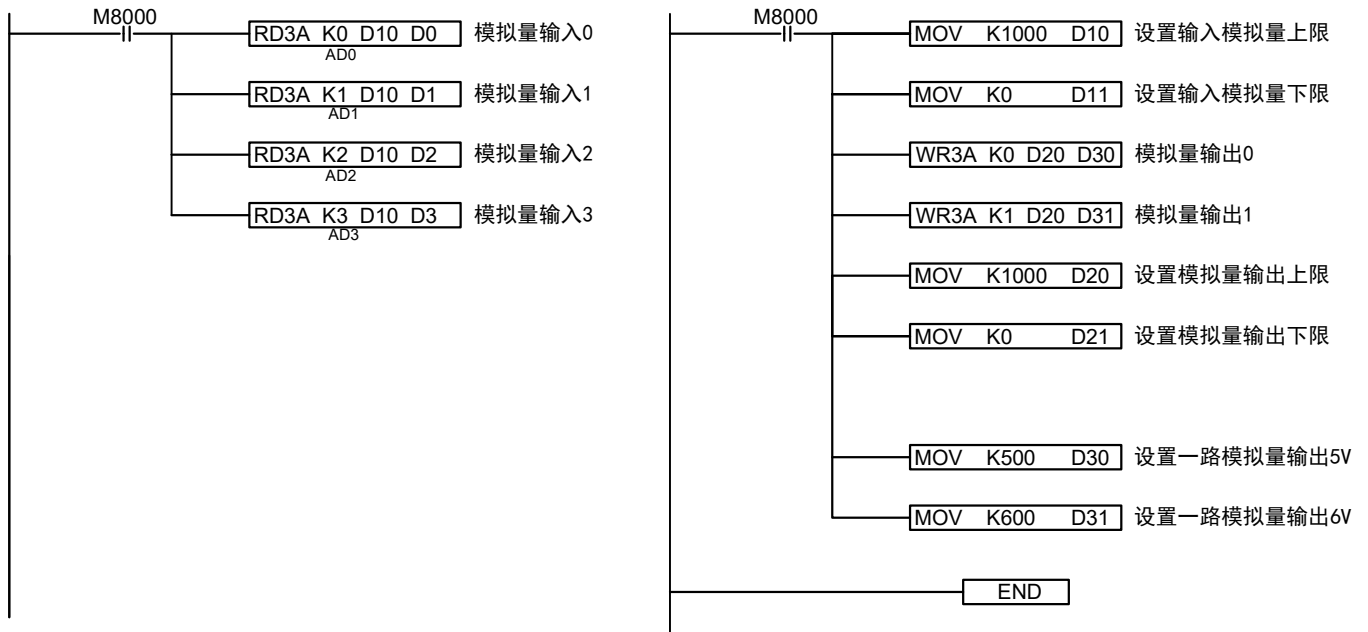 M8000
RD3A K0 D10 D0 模拟量输入0
AD0
RD3A K1 D10 D1 模拟量输入1
AD1
RD3A K2 D10 D2 模拟量输入2
AD2
RD3A K3 D10 D3 模拟量输入3
AD3
M8000
MOV K1000 D10 设置输入模拟量上限
MOV K0 D11 设置输入模拟量下限
WR3A K0 D20 D30 模拟量输出0
WR3A K1 D20 D31 模拟量输出1
MOV K1000 D20 设置模拟量输出上限
MOV K0 D21 设置模拟量输出下限
MOV K500 D30 设置一路模拟量输出5V
MOV K600 D31 设置一路模拟量输出6V
END